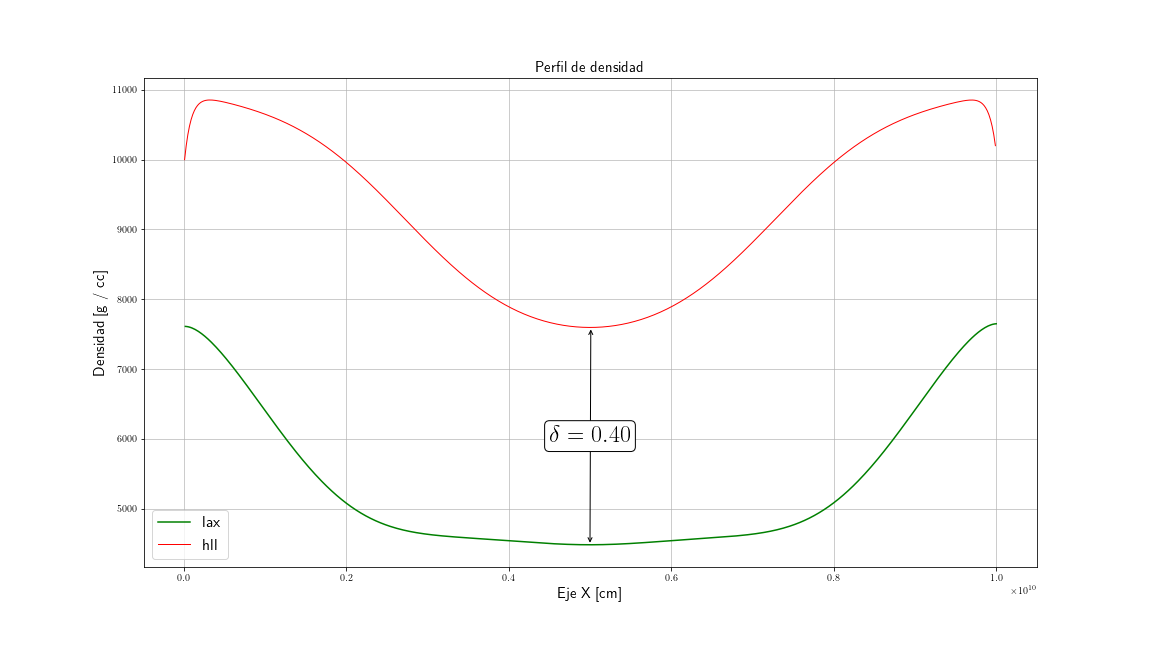 Perfil de densidad
11000
10000
9000
8000
7000
6000
5000
Densidad [g / cc]
δ = 0.40
lax
hll
0.0 0.2 0.4 0.6 0.8 1.0
×10¹⁰
Eje X [cm]